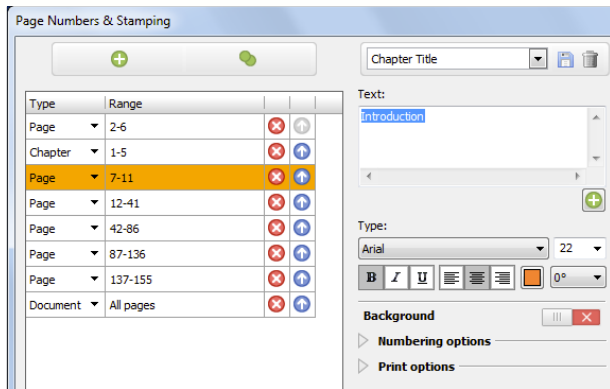 Page Numbers & Stamping
Chapter Title
Type Range
Page 2-6
Chapter 1-5
Page 7-11
Page 12-41
Page 42-86
Page 87-136
Page 137-155
Document All pages
Text:
Introduction
Type:
Arial 22
B I U 0°
Background
Numbering options
Print options